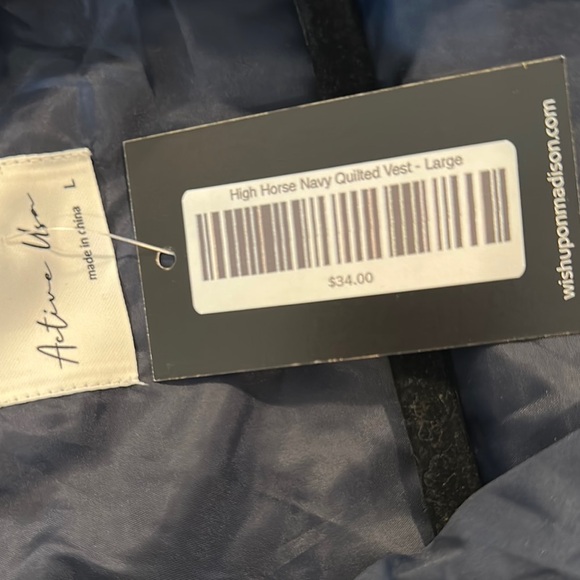 Active Usa
made in china
L
High Horse Navy Quilted Vest - Large
$34.00
wishuponmadison.com